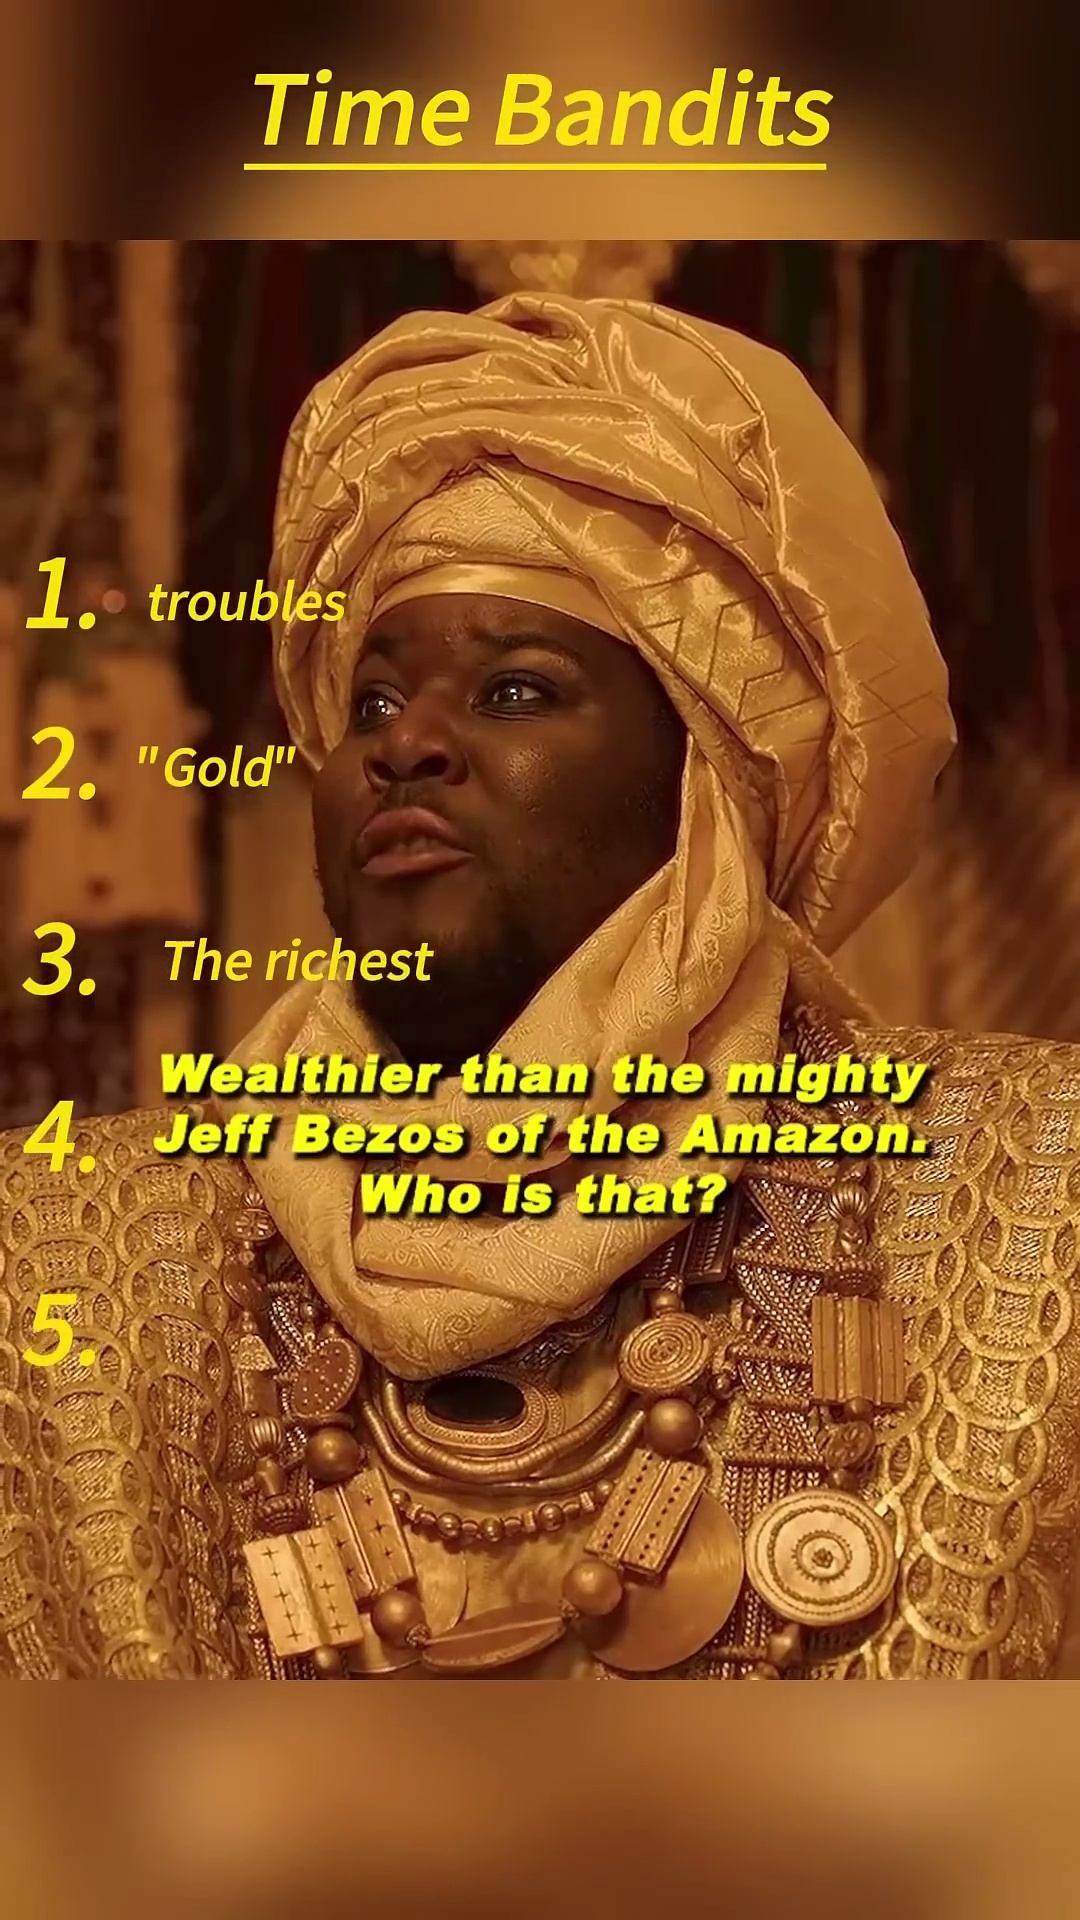 Time Bandits
1. troubles
2. "Gold"
3. The richest
Wealthier than the mighty
4. Jeff Bezos of the Amazon.
Who is that?
5.